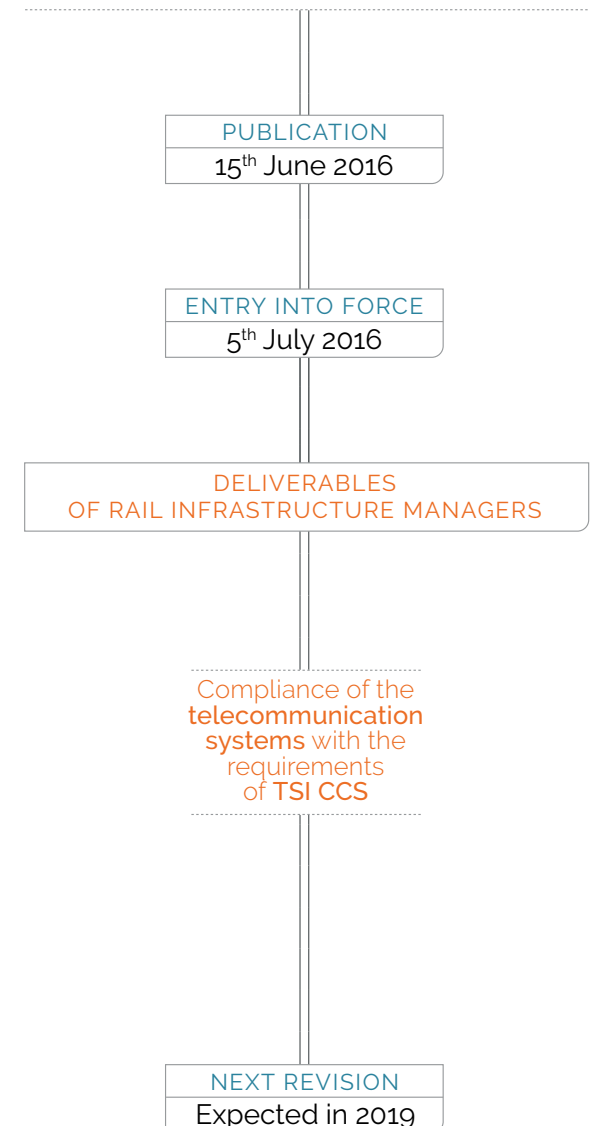 PUBLICATION
15th June 2016
ENTRY INTO FORCE
5th July 2016
DELIVERABLES
OF RAIL INFRASTRUCTURE MANAGERS
Compliance of the
telecommunication
systems with the
requirements
of TSI CCS
NEXT REVISION
Expected in 2019